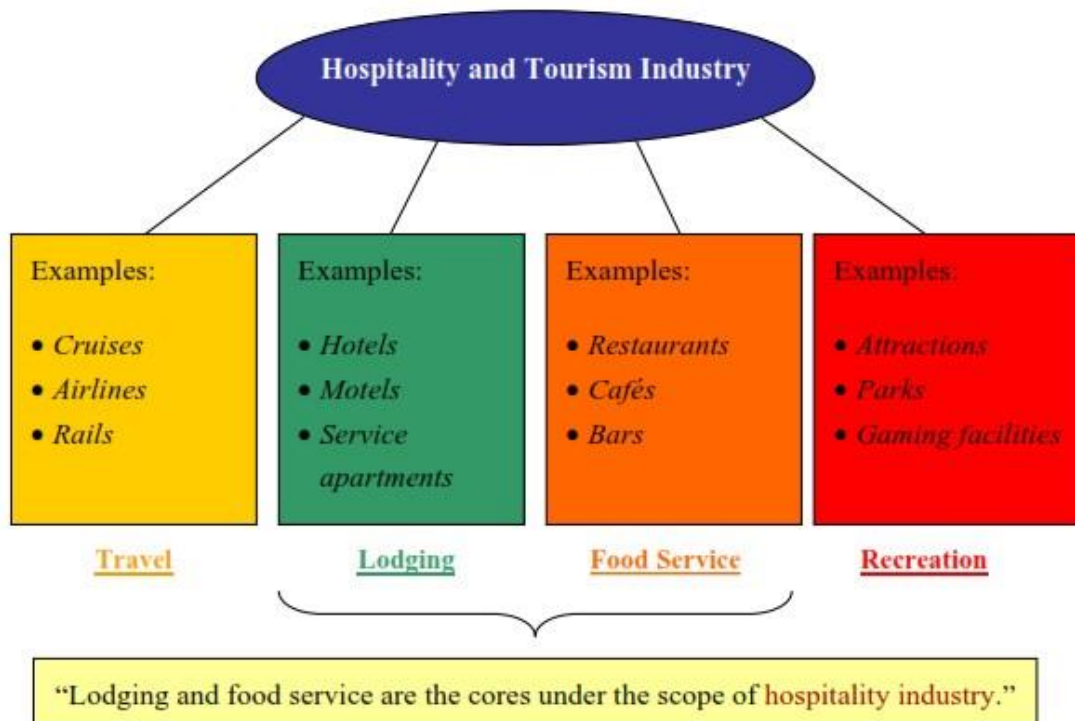 Hospitality and Tourism Industry
Examples:
• Cruises
• Airlines
• Rails
Travel
Examples:
• Hotels
• Motels
• Service
apartments
Lodging
Examples:
• Restaurants
• Cafés
• Bars
Food Service
Examples:
• Attractions
• Parks
• Gaming facilities
Recreation
“Lodging and food service are the cores under the scope of hospitality industry.”